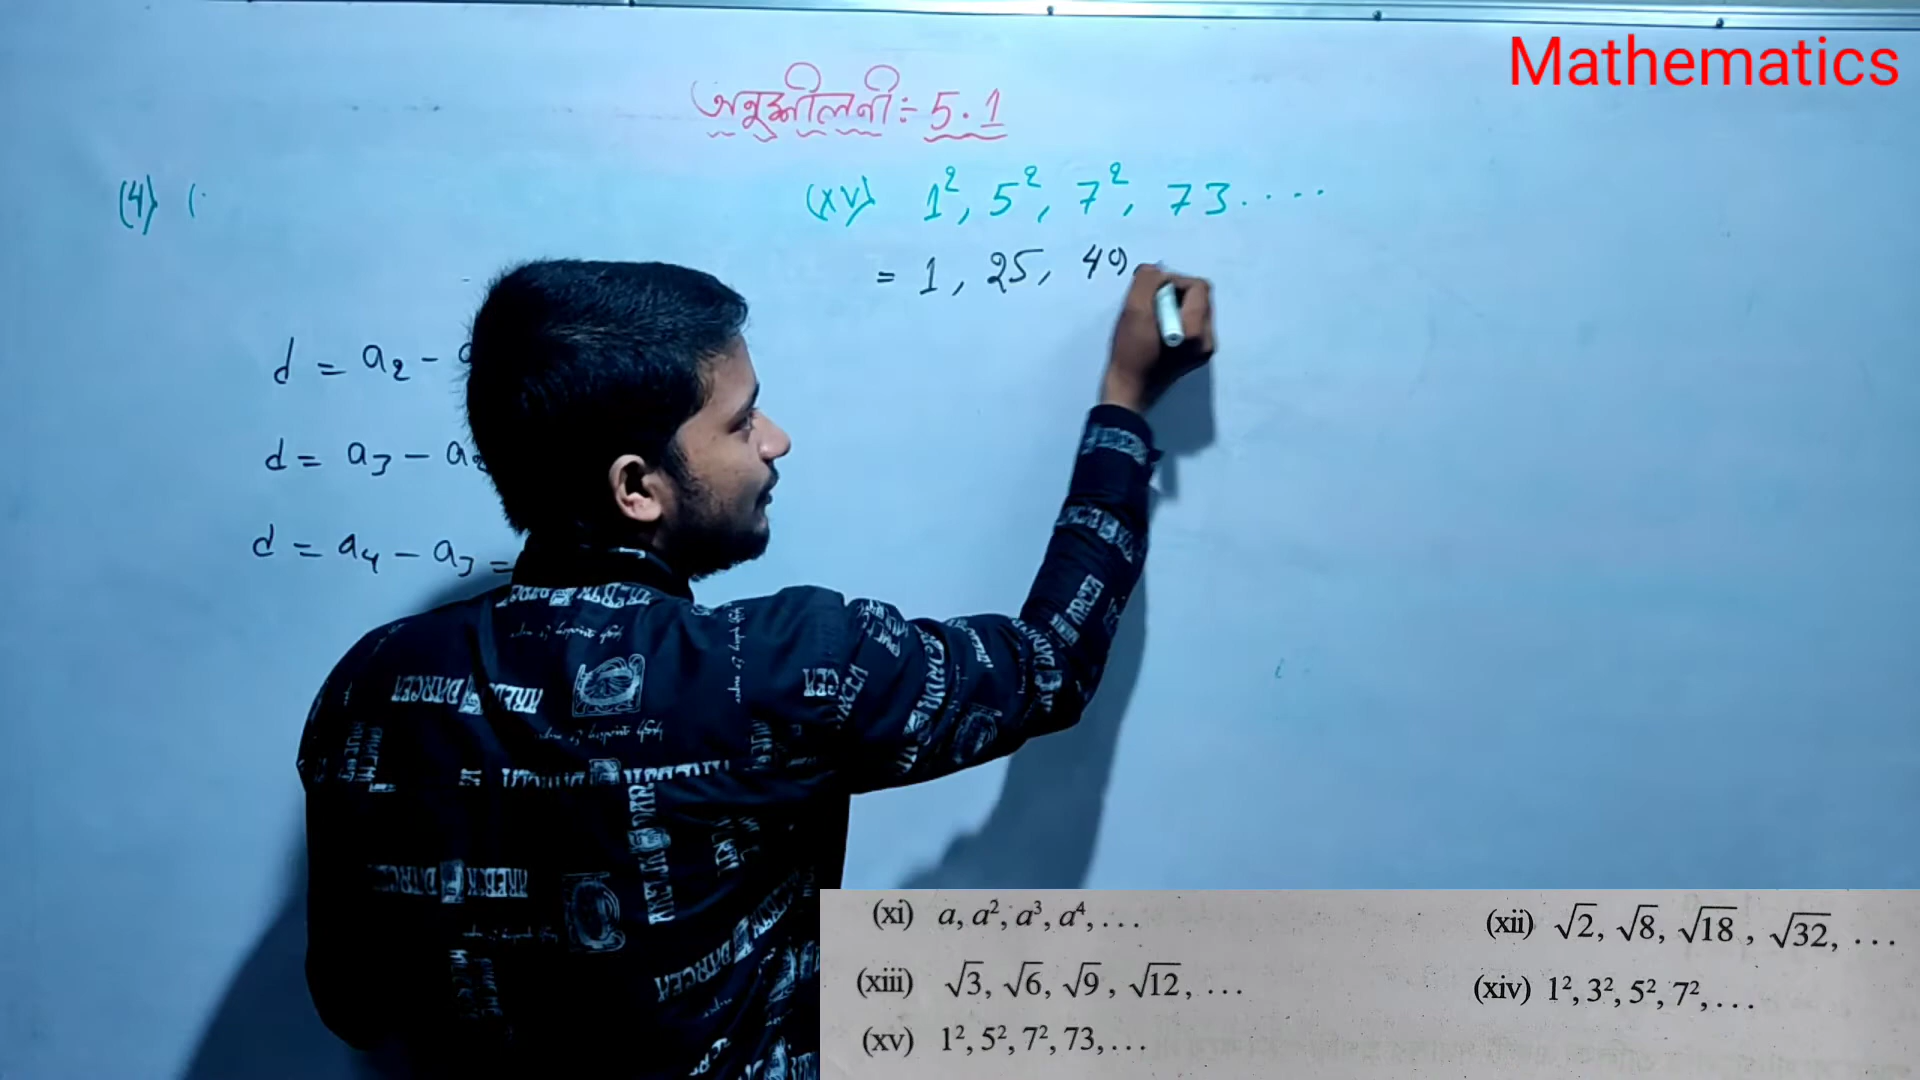 Mathematics
অনুশীলনী ঃ- 5.1
(4) (
(xv) 1², 5², 7², 73....
= 1, 25, 49
d = a₂ -
d = a₃ - a₂
d = a₄ - a₃ =
(xi) a, a², a³, a⁴, ...
(xii) √2, √8, √18, √32, ...
(xiii) √3, √6, √9, √12, ...
(xiv) 1², 3², 5², 7², ...
(xv) 1², 5², 7², 73, ...